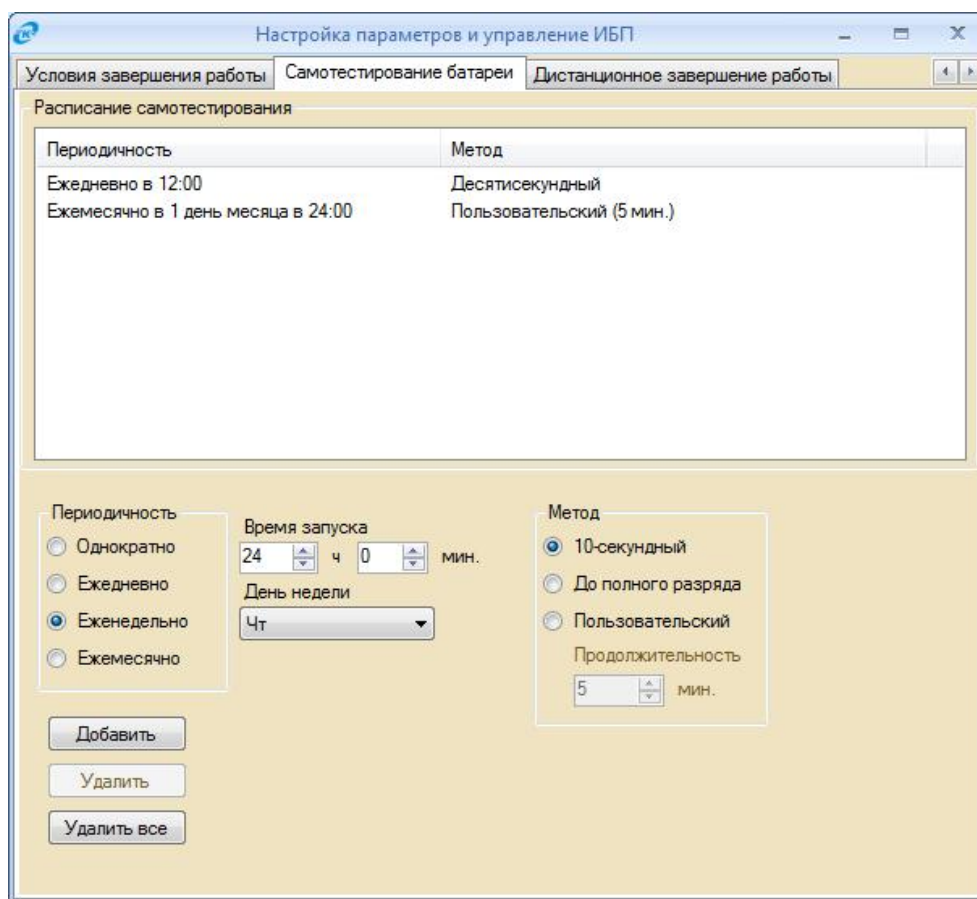 Настройка параметров и управление ИБП
Условия завершения работы Самотестирование батареи Дистанционное завершение работы
Расписание самотестирования
Периодичность Метод
Ежедневно в 12:00 Десятисекундный
Ежемесячно в 1 день месяца в 24:00 Пользовательский (5 мин.)
Периодичность
Однократно
Ежедневно
Еженедельно
Ежемесячно
Время запуска
24 ч 0 мин.
День недели
Чт
Метод
10-секундный
До полного разряда
Пользовательский
Продолжительность
5 мин.
Добавить
Удалить
Удалить все